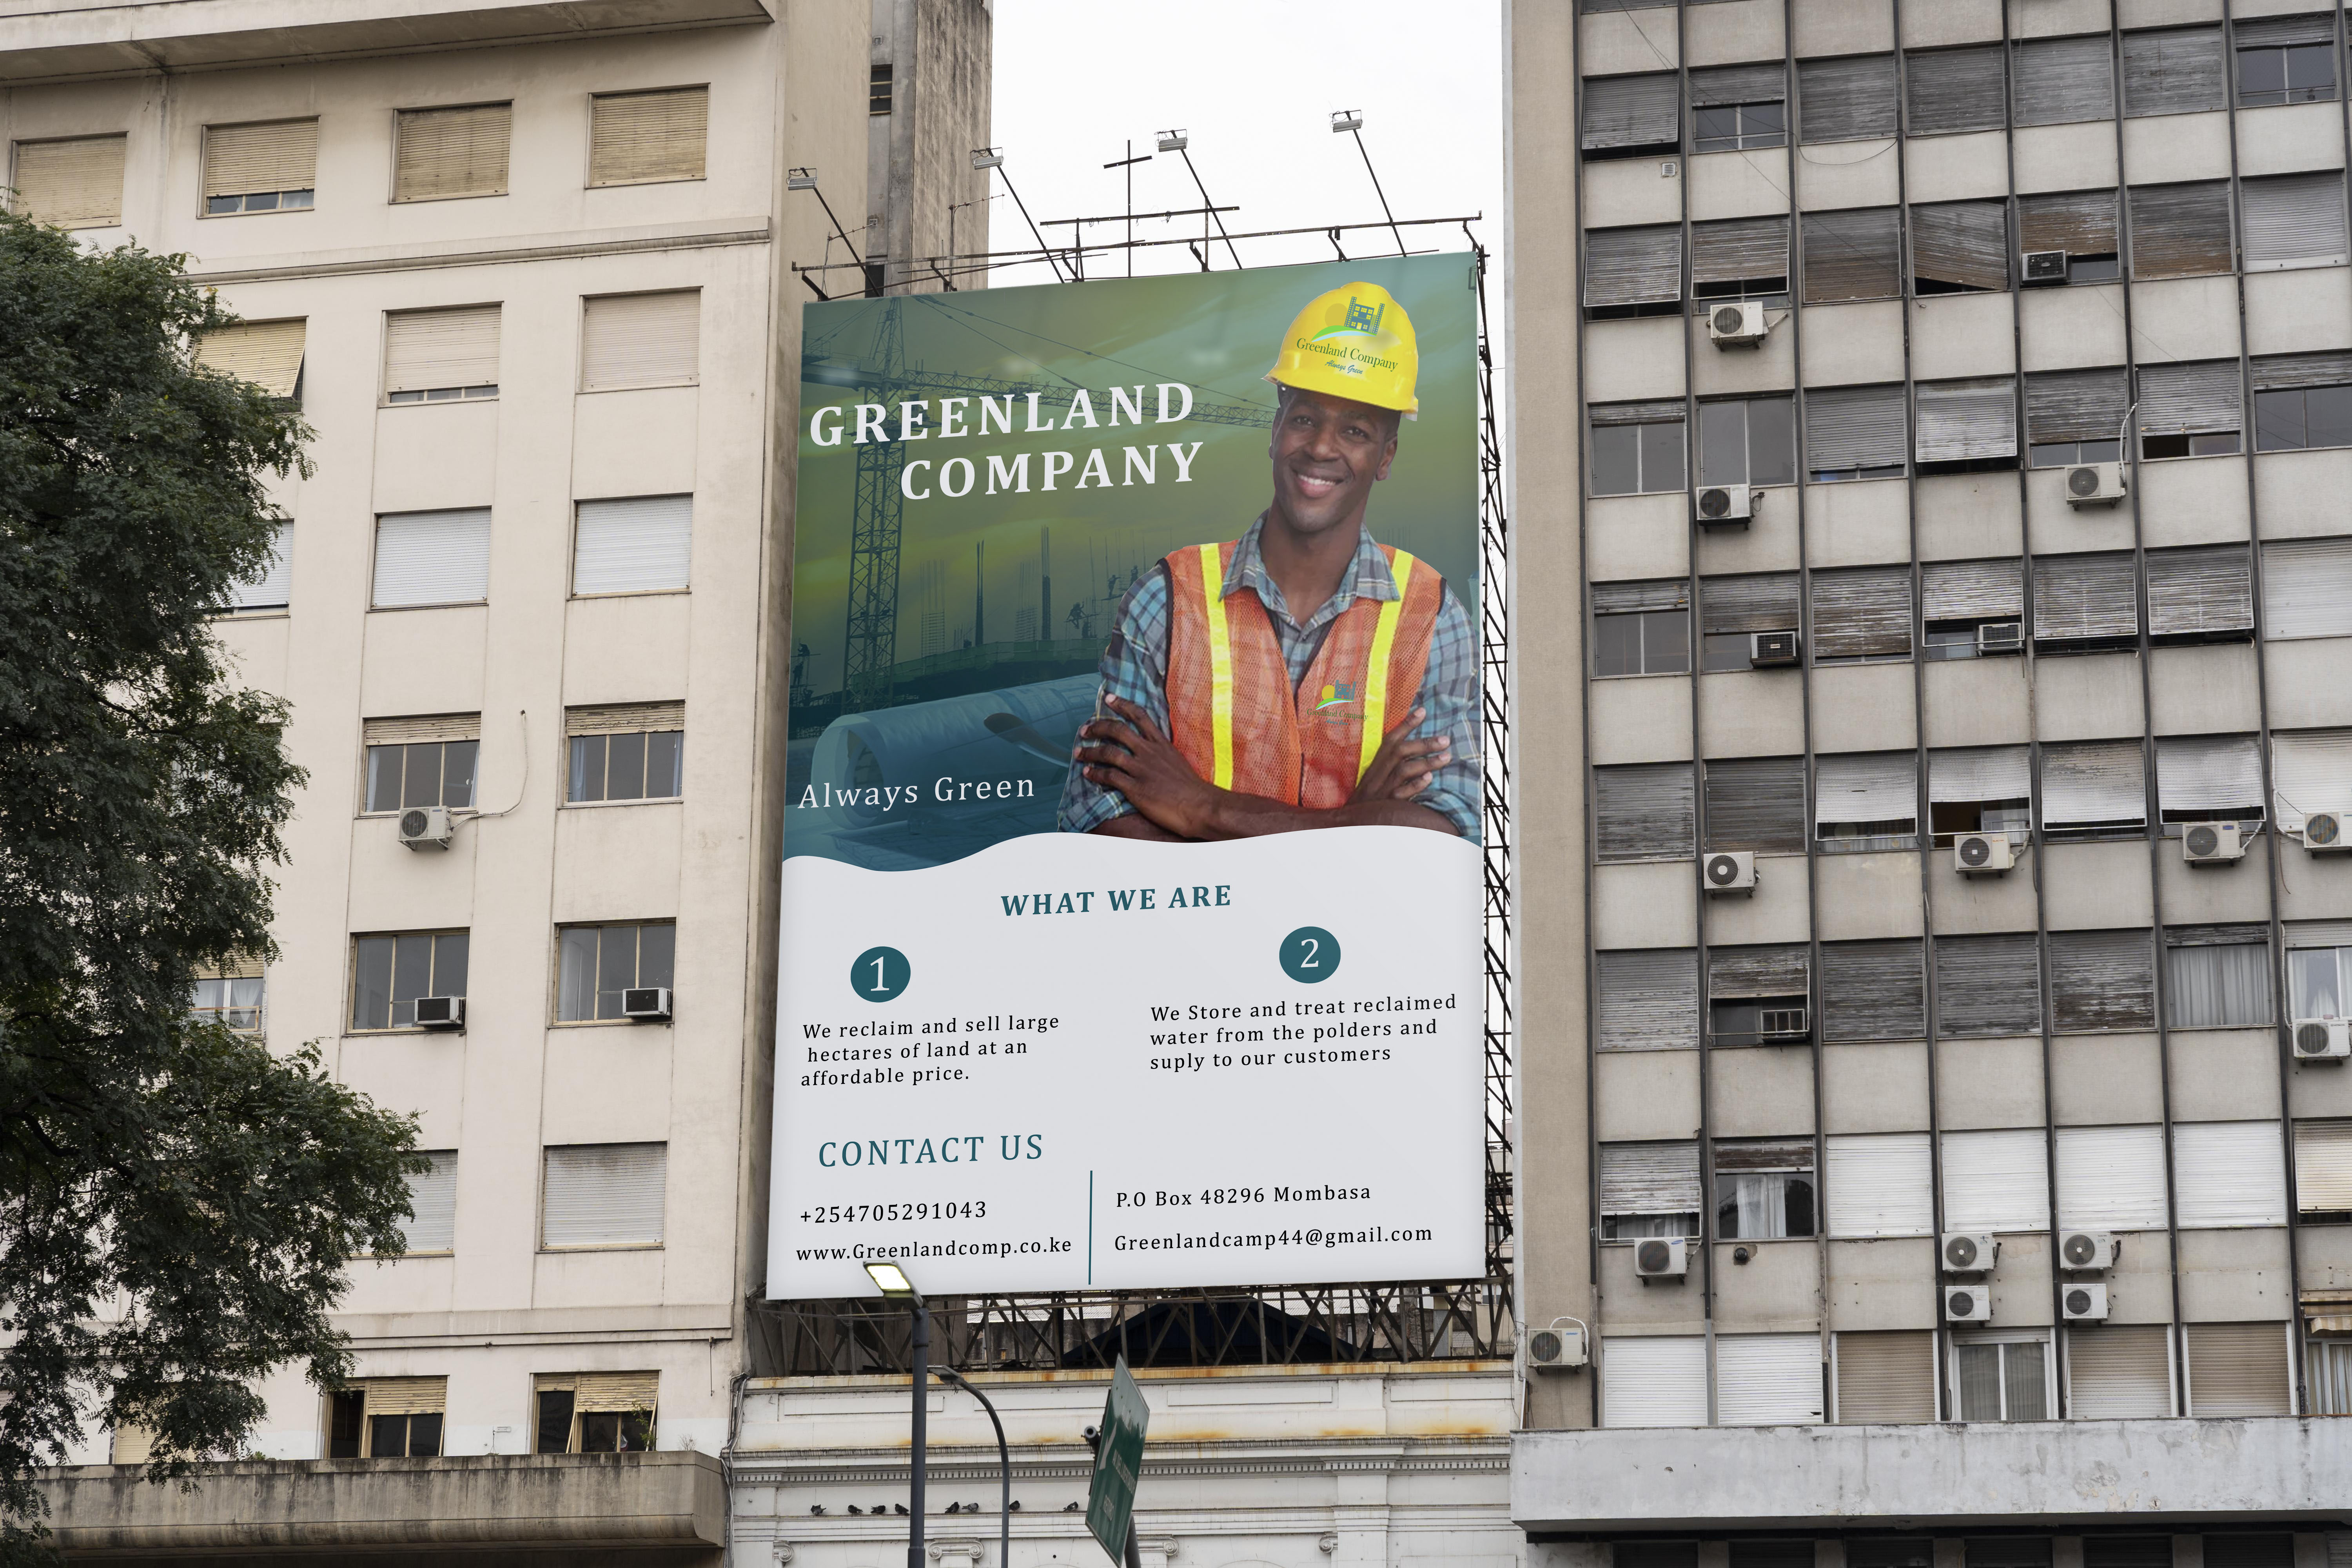 Greenland Company
Always Green
GREENLAND
COMPANY
Greenland Company
Always Green
WHAT WE ARE
1
We reclaim and sell large
hectares of land at an
affordable price.
2
We Store and treat reclaimed
water from the polders and
suply to our customers
CONTACT US
+254705291043
www.Greenlandcomp.co.ke
P.O Box 48296 Mombasa
Greenlandcamp44@gmail.com